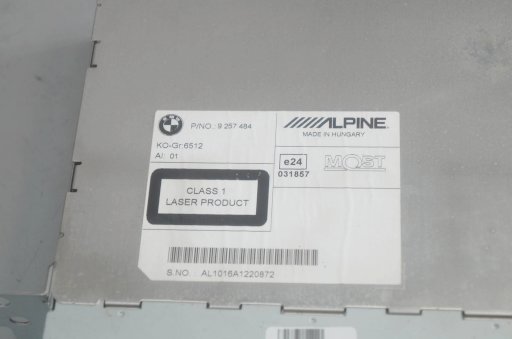 BMW
P/NO.: 9 257 484
ALPINE
MADE IN HUNGARY
KO-Gr:6512
AI: 01
e24
031857
MOST
CLASS 1
LASER PRODUCT
S.NO. : AL1016A1220872